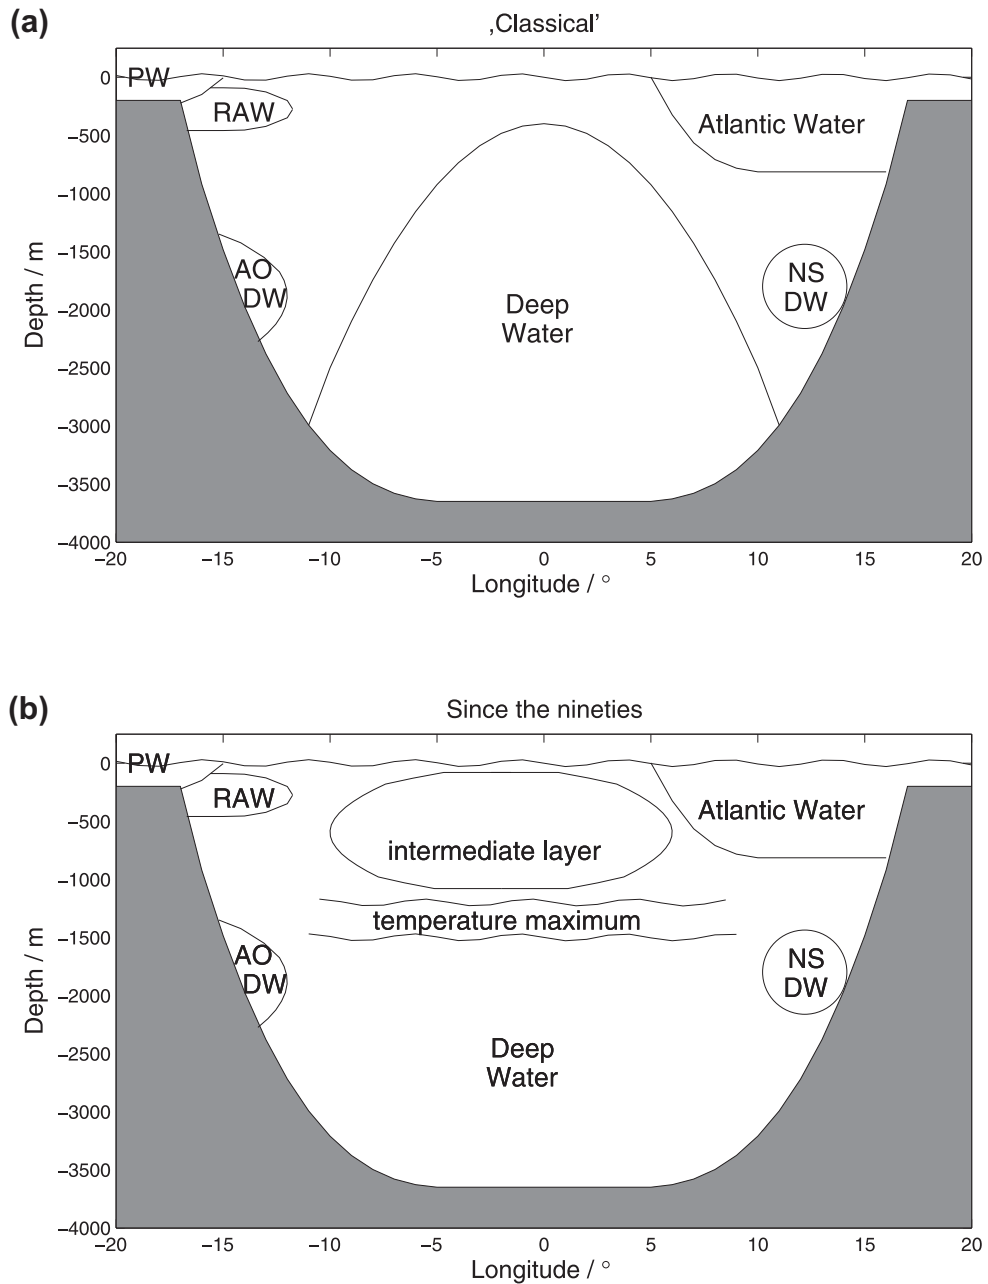 (a)
‚Classical’
0
−500
−1000
−1500
−2000
−2500
−3000
−3500
−4000
Depth / m
PW
RAW
Atlantic Water
AO
DW
Deep
Water
NS
DW
−20 −15 −10 −5 0 5 10 15 20
Longitude / °
(b)
Since the nineties
0
−500
−1000
−1500
−2000
−2500
−3000
−3500
−4000
Depth / m
PW
RAW
Atlantic Water
intermediate layer
temperature maximum
AO
DW
NS
DW
Deep
Water
−20 −15 −10 −5 0 5 10 15 20
Longitude / °